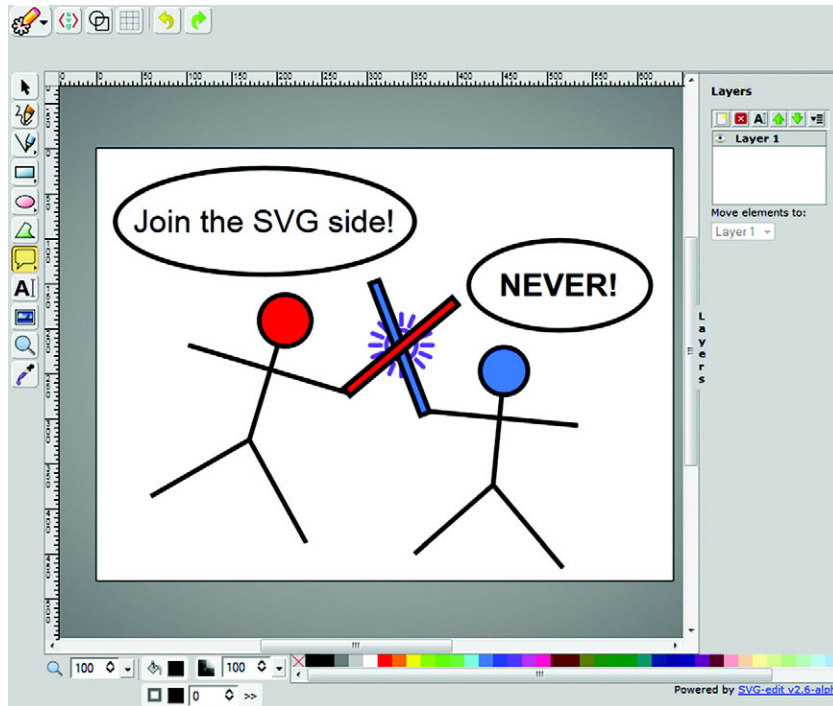 Layers
Layer 1
Move elements to:
Layer 1
Join the SVG side!
NEVER!
Layers
100
100
0
Powered by SVG-edit v2.6-alph